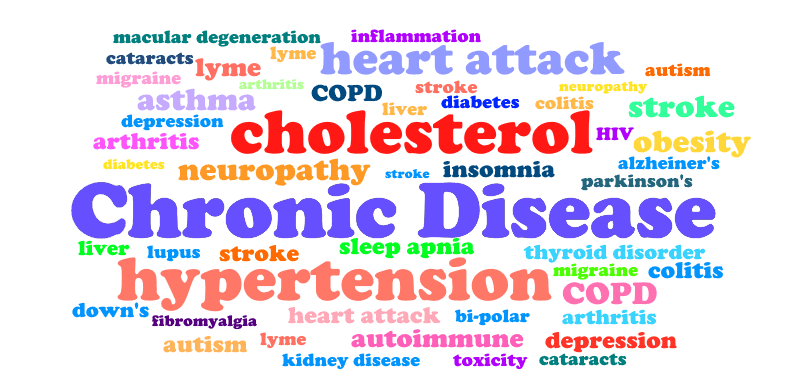 macular degeneration inflammation
cataracts lyme heart attack
migraine lyme arthritis COPD stroke neuropathy autism
asthma liver diabetes colitis stroke
depression cholesterol HIV
arthritis obesity
diabetes neuropathy stroke insomnia alzheimer's
parkinson's
Chronic Disease
liver lupus stroke sleep apnia thyroid disorder
hypertension migraine colitis
COPD
down's fibromyalgia heart attack bi-polar arthritis
autism lyme autoimmune depression
kidney disease toxicity cataracts